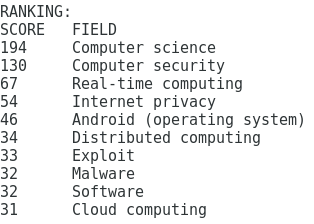 RANKING:
SCORE   FIELD
194     Computer science
130     Computer security
67      Real-time computing
54      Internet privacy
46      Android (operating system)
34      Distributed computing
33      Exploit
32      Malware
32      Software
31      Cloud computing